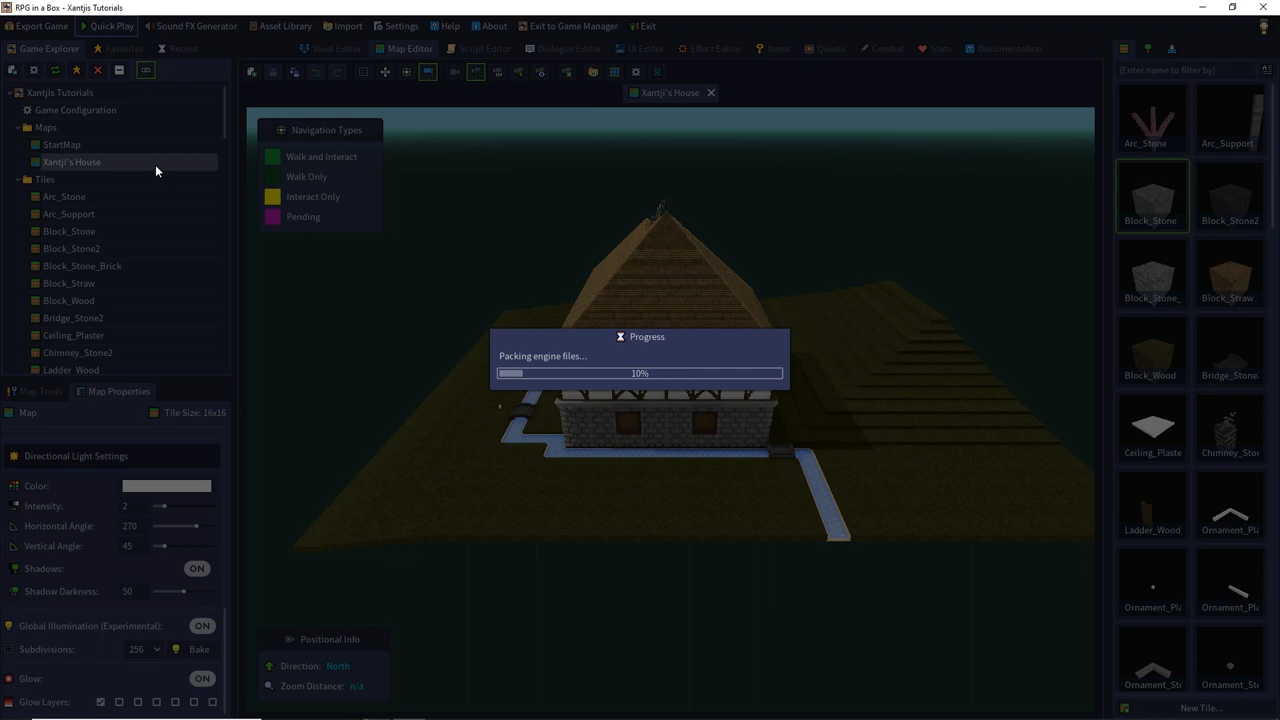 RPG in a Box - Xantjis Tutorials
Export Game
Quick Play
Sound FX Generator
Asset Library
Import
Settings
Help
About
Exit to Game Manager
Exit
Game Explorer
Favorites
Recent
Voxel Editor
Map Editor
Script Editor
Dialogue Editor
UI Editor
Effect Editor
Items
Quests
Combat
Stats
Documentation
(Enter name to filter by)
Xantji's House
Xantjis Tutorials
Game Configuration
Maps
StartMap
Xantji's House
Tiles
Arc_Stone
Arc_Support
Block_Stone
Block_Stone2
Block_Stone_Brick
Block_Straw
Block_Wood
Bridge_Stone2
Ceiling_Plaster
Chimney_Stone2
Ladder_Wood
Map Tools
Map Properties
Map
Tile Size: 16x16
Directional Light Settings
Color:
Intensity: 2
Horizontal Angle: 270
Vertical Angle: 45
Shadows: ON
Shadow Darkness: 50
Global Illumination (Experimental): ON
Subdivisions: 256 Bake
Glow: ON
Glow Layers:
Navigation Types
Walk and Interact
Walk Only
Interact Only
Pending
Progress
Packing engine files...
10%
Positional Info
Direction: North
Zoom Distance: n/a
Arc_Stone
Arc_Support
Block_Stone
Block_Stone2
Block_Stone_
Block_Straw
Block_Wood
Bridge_Stone
Ceiling_Plaste
Chimney_Stor
Ladder_Wood
Ornament_Pl
Ornament_Pla
Ornament_Pla
Ornament_Sto
Ornament_Sto
New Tile...